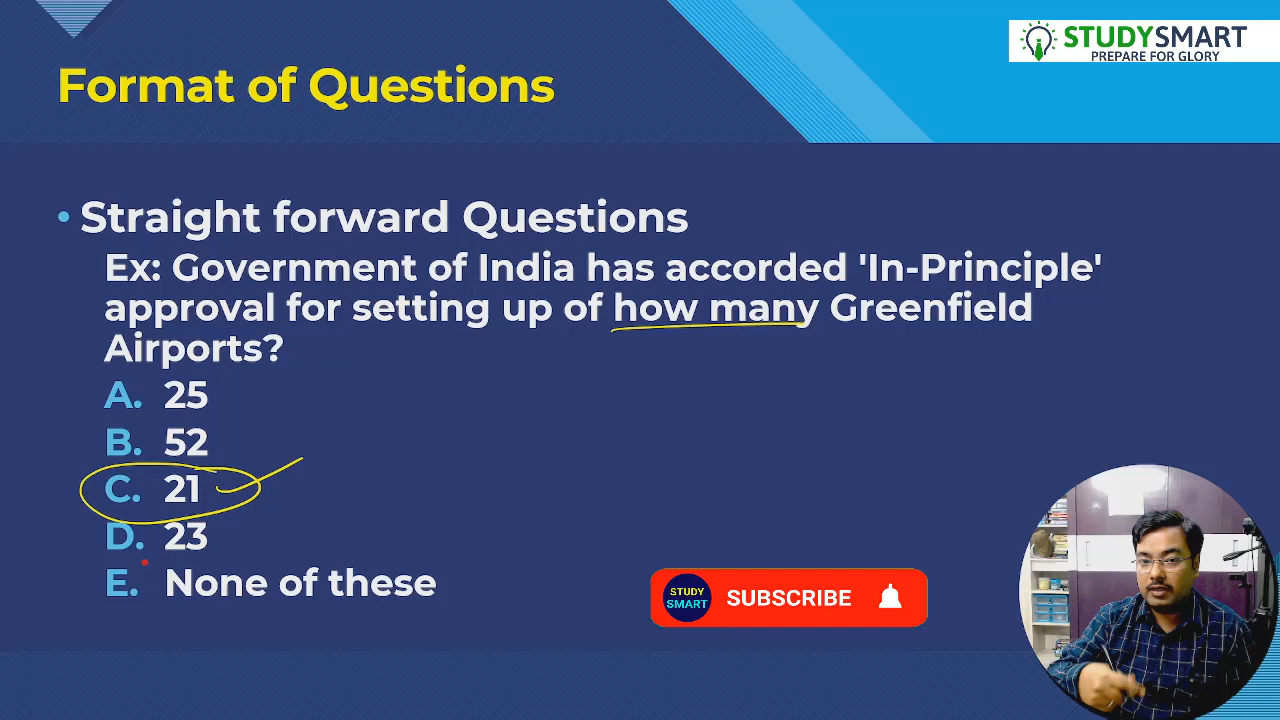 STUDYSMART
PREPARE FOR GLORY
Format of Questions
• Straight forward Questions
Ex: Government of India has accorded 'In-Principle'
approval for setting up of how many Greenfield
Airports?
A. 25
B. 52
C. 21
D. 23
E. None of these
STUDY
SMART
SUBSCRIBE